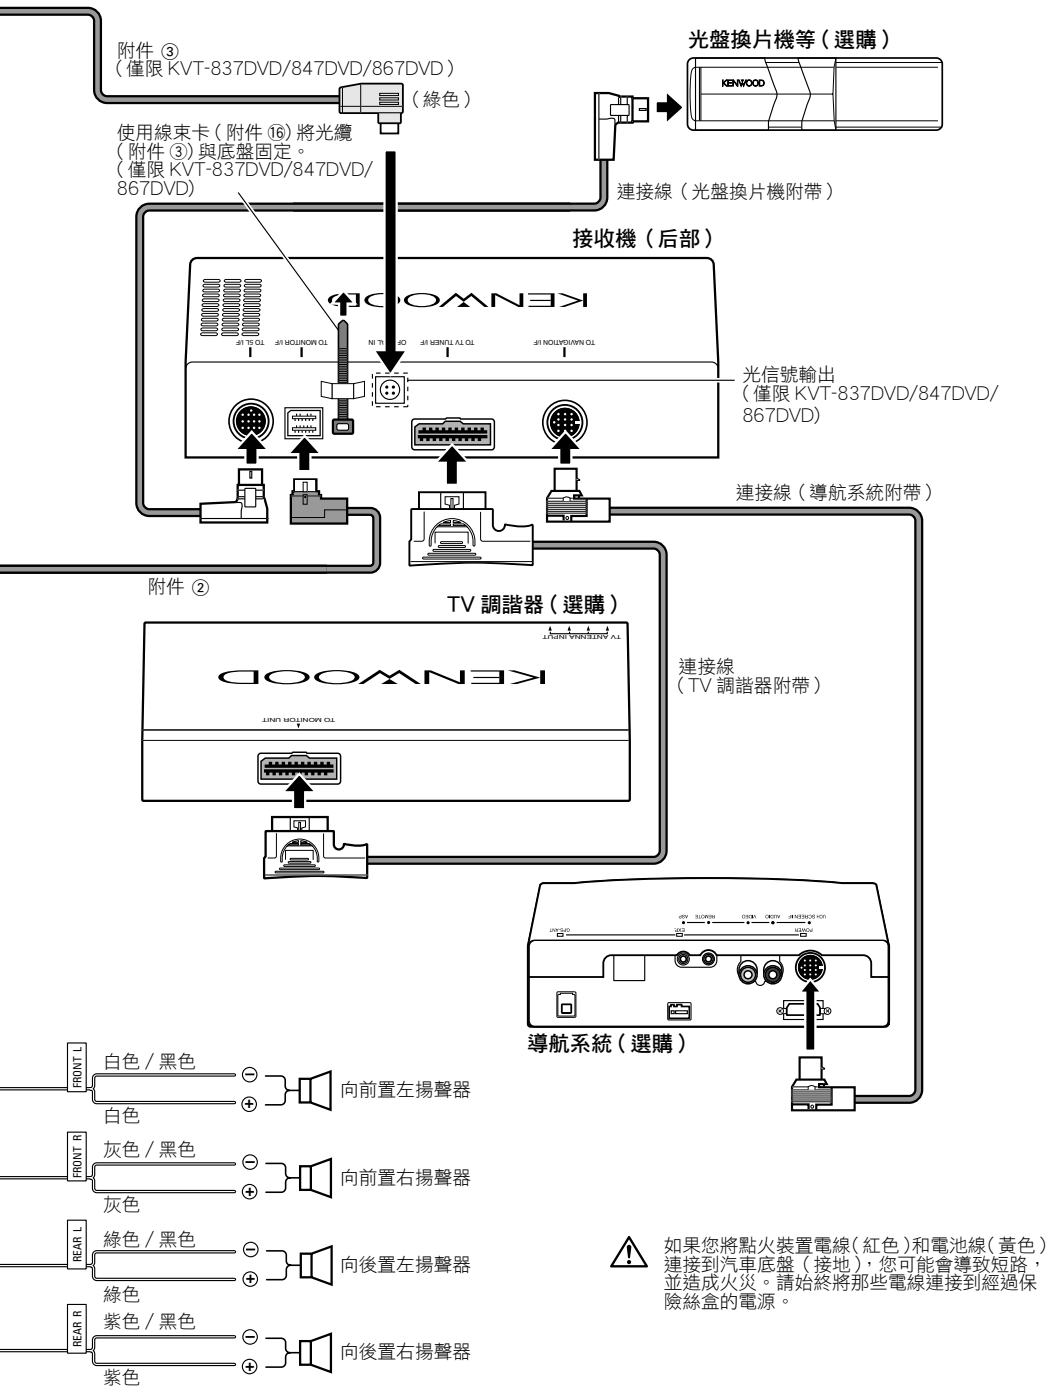 附件 ③
(僅限 KVT-837DVD/847DVD/867DVD)
(綠色)
使用線束卡(附件 ⑯)將光纜
(附件 ③)與底盤固定。
(僅限 KVT-837DVD/847DVD/
867DVD)
光盤換片機等(選購)
KENWOOD
連接線(光盤換片機附帶)
接收機(后部)
KENWOOD
TO SL I/F
TO MONITOR I/F
TO TV TUNER I/F
TO NAVIGATION I/F
光信號輸出
(僅限 KVT-837DVD/847DVD/
867DVD)
連接線(導航系統附帶)
附件 ②
TV 調諧器(選購)
TV ANTENNA INPUT
KENWOOD
TO MONITOR UNIT
連接線
(TV 調諧器附帶)
ASP
REMOTE
VIDEO
AUDIO
GPS-ANT
EXP.
POWER
導航系統(選購)
FRONT L
白色 / 黑色
白色
⊖
⊕
向前置左揚聲器
FRONT R
灰色 / 黑色
灰色
⊖
⊕
向前置右揚聲器
REAR L
綠色 / 黑色
綠色
⊖
⊕
向後置左揚聲器
REAR R
紫色 / 黑色
紫色
⊖
⊕
向後置右揚聲器
如果您將點火裝置電線(紅色)和電池線(黃色)
連接到汽車底盤(接地),您可能會導致短路,
並造成火災。請始終將那些電線連接到經過保
險絲盒的電源。